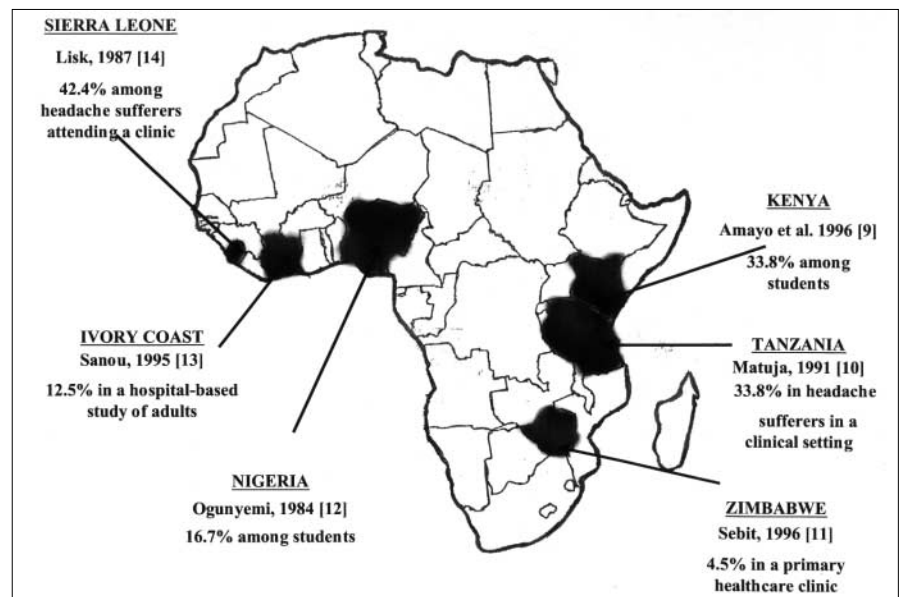 SIERRA LEONE
Lisk, 1987 [14]
42.4% among
headache sufferers
attending a clinic
IVORY COAST
Sanou, 1995 [13]
12.5% in a hospital-based
study of adults
NIGERIA
Ogunyemi, 1984 [12]
16.7% among students
KENYA
Amayo et al. 1996 [9]
33.8% among
students
TANZANIA
Matuja, 1991 [10]
33.8% in headache
sufferers in a
clinical setting
ZIMBABWE
Sebit, 1996 [11]
4.5% in a primary
healthcare clinic